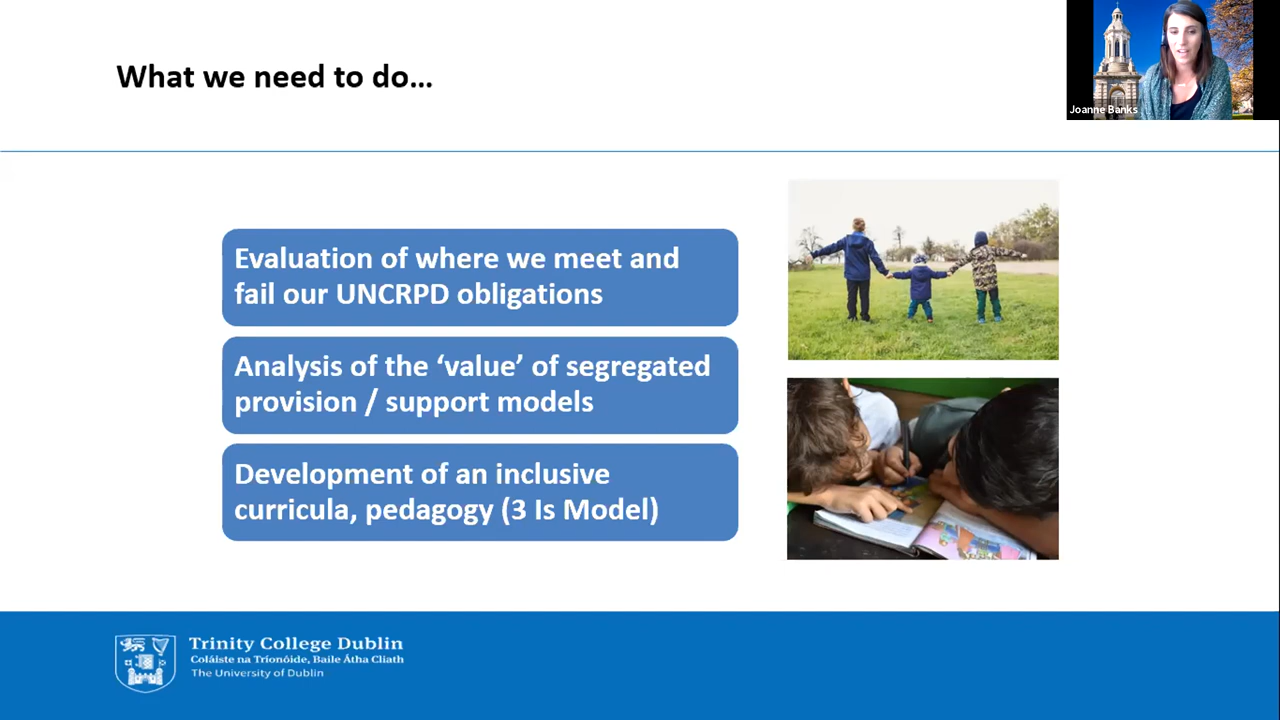 What we need to do...
Joanne Banks
Evaluation of where we meet and
fail our UNCRPD obligations
Analysis of the ‘value’ of segregated
provision / support models
Development of an inclusive
curricula, pedagogy (3 Is Model)
Trinity College Dublin
Coláiste na Tríonóide, Baile Átha Cliath
The University of Dublin